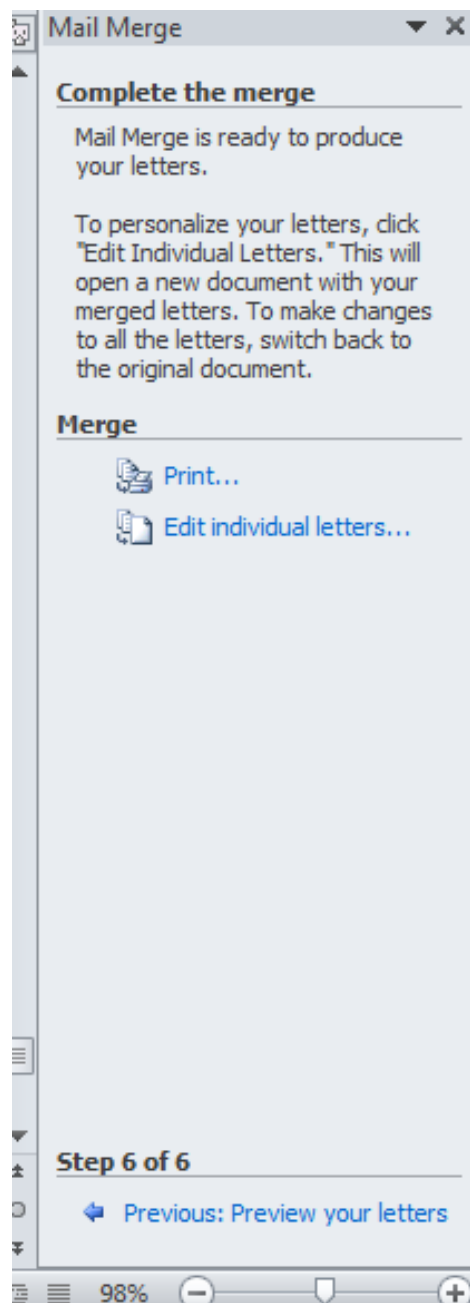 Mail Merge
Complete the merge
Mail Merge is ready to produce
your letters.
To personalize your letters, click
"Edit Individual Letters." This will
open a new document with your
merged letters. To make changes
to all the letters, switch back to
the original document.
Merge
Print...
Edit individual letters...
Step 6 of 6
Previous: Preview your letters
98%